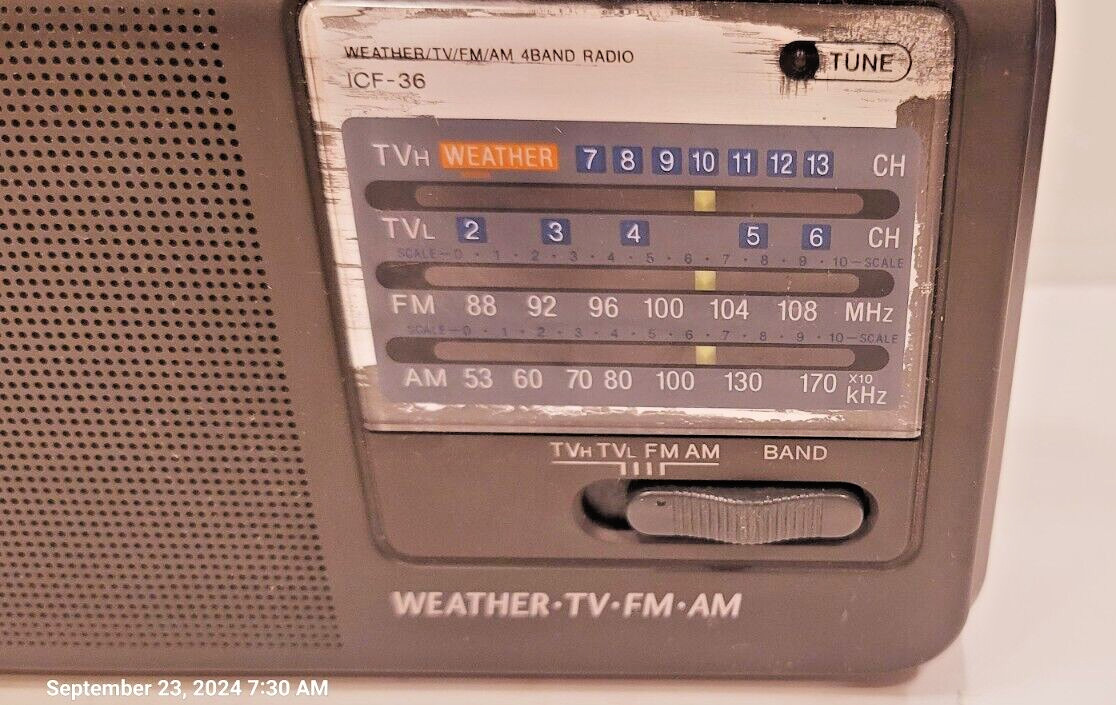 WEATHER/TV/FM/AM 4BAND RADIO
ICF-36
TUNE
TVH WEATHER 7 8 9 10 11 12 13 CH
TVL 2 3 4 5 6 CH
SCALE-0 · 1 · 2 · 3 · 4 · 5 · 6 · 7 · 8 · 9 · 10-SCALE
FM 88 92 96 100 104 108 MHz
SCALE-0 · 1 · 2 · 3 · 4 · 5 · 6 · 7 · 8 · 9 · 10-SCALE
AM 53 60 70 80 100 130 170 X10 kHz
TVH TVL FM AM BAND
WEATHER·TV·FM·AM
September 23, 2024 7:30 AM